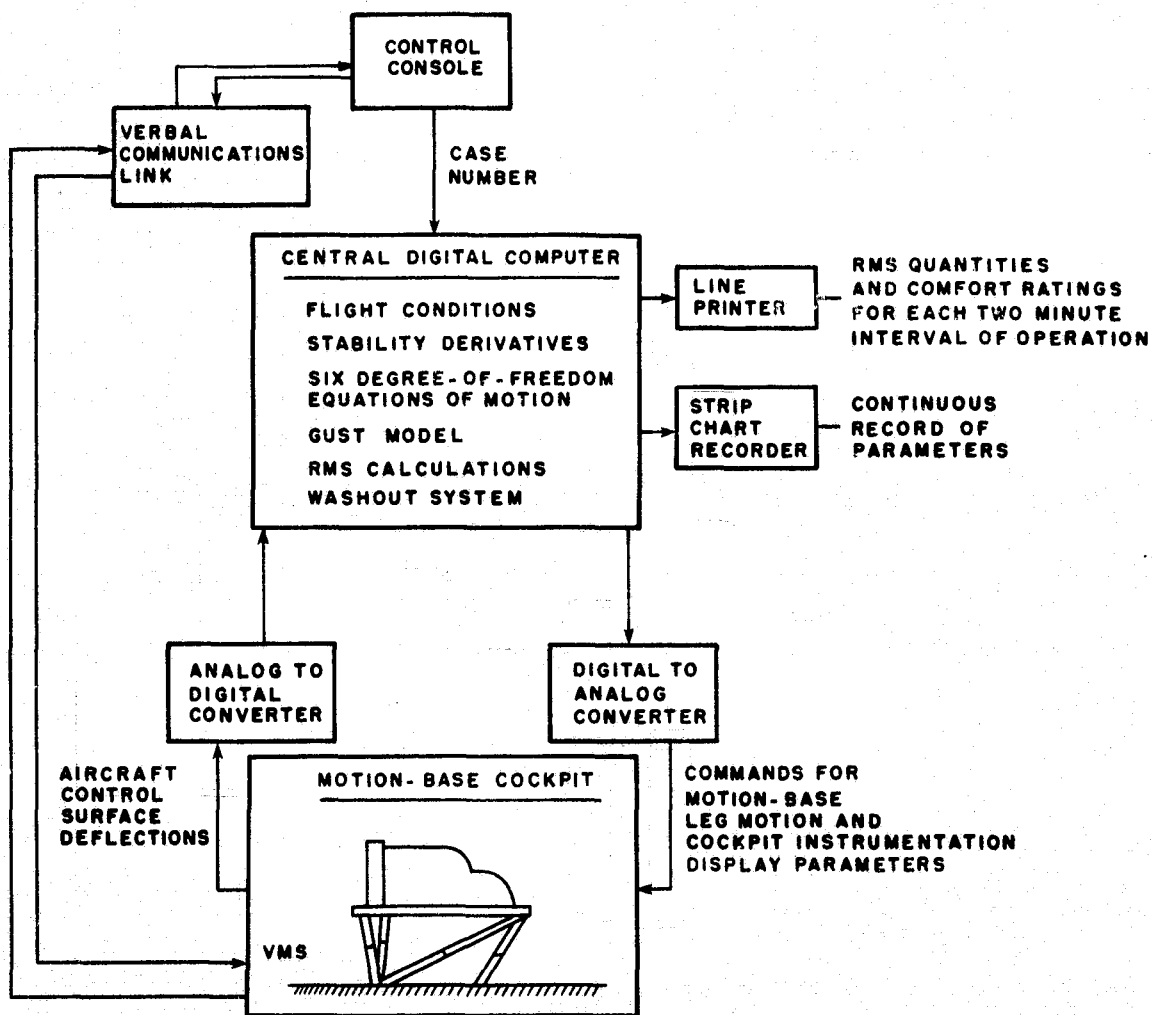 CONTROL
CONSOLE
VERBAL
COMMUNICATIONS
LINK
CASE
NUMBER
CENTRAL DIGITAL COMPUTER
FLIGHT CONDITIONS
STABILITY DERIVATIVES
SIX DEGREE-OF-FREEDOM
EQUATIONS OF MOTION
GUST MODEL
RMS CALCULATIONS
WASHOUT SYSTEM
LINE
PRINTER
RMS QUANTITIES
AND COMFORT RATINGS
FOR EACH TWO MINUTE
INTERVAL OF OPERATION
STRIP
CHART
RECORDER
CONTINUOUS
RECORD OF
PARAMETERS
ANALOG TO
DIGITAL
CONVERTER
DIGITAL TO
ANALOG
CONVERTER
AIRCRAFT
CONTROL
SURFACE
DEFLECTIONS
MOTION-BASE COCKPIT
VMS
COMMANDS FOR
MOTION-BASE
LEG MOTION AND
COCKPIT INSTRUMENTATION
DISPLAY PARAMETERS